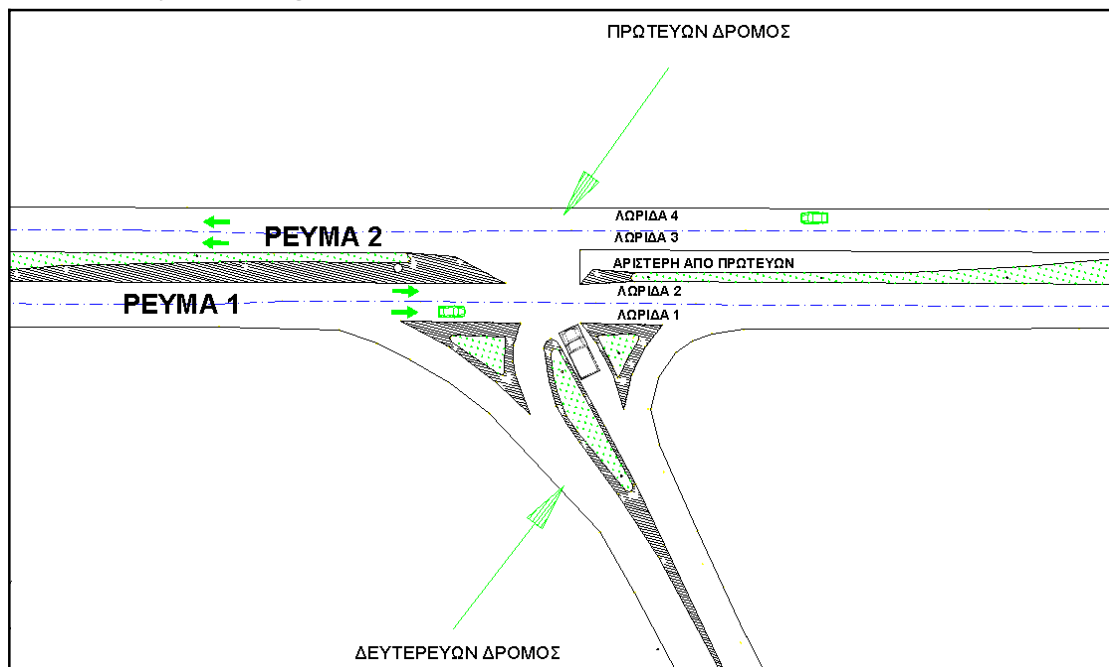 ΠΡΩΤΕΥΩΝ ΔΡΟΜΟΣ
ΛΩΡΙΔΑ 4
ΡΕΥΜΑ 2
ΛΩΡΙΔΑ 3
ΑΡΙΣΤΕΡΗ ΑΠΟ ΠΡΩΤΕΥΩΝ
ΡΕΥΜΑ 1
ΛΩΡΙΔΑ 2
ΛΩΡΙΔΑ 1
ΔΕΥΤΕΡΕΥΩΝ ΔΡΟΜΟΣ